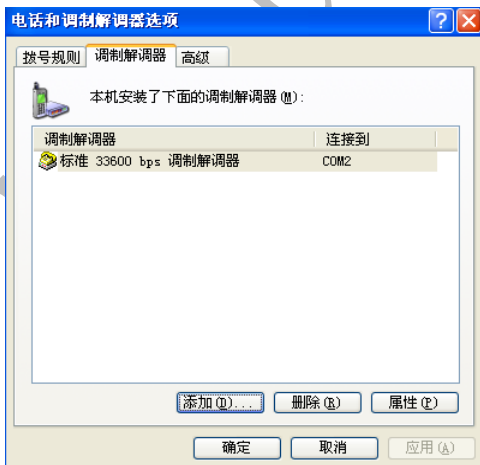 电话和调制解调器选项
拨号规则 调制解调器 高级
本机安装了下面的调制解调器(M):
调制解调器 连接到
标准 33600 bps 调制解调器 COM2
添加(D)... 删除(R) 属性(P)
确定 取消 应用(A)